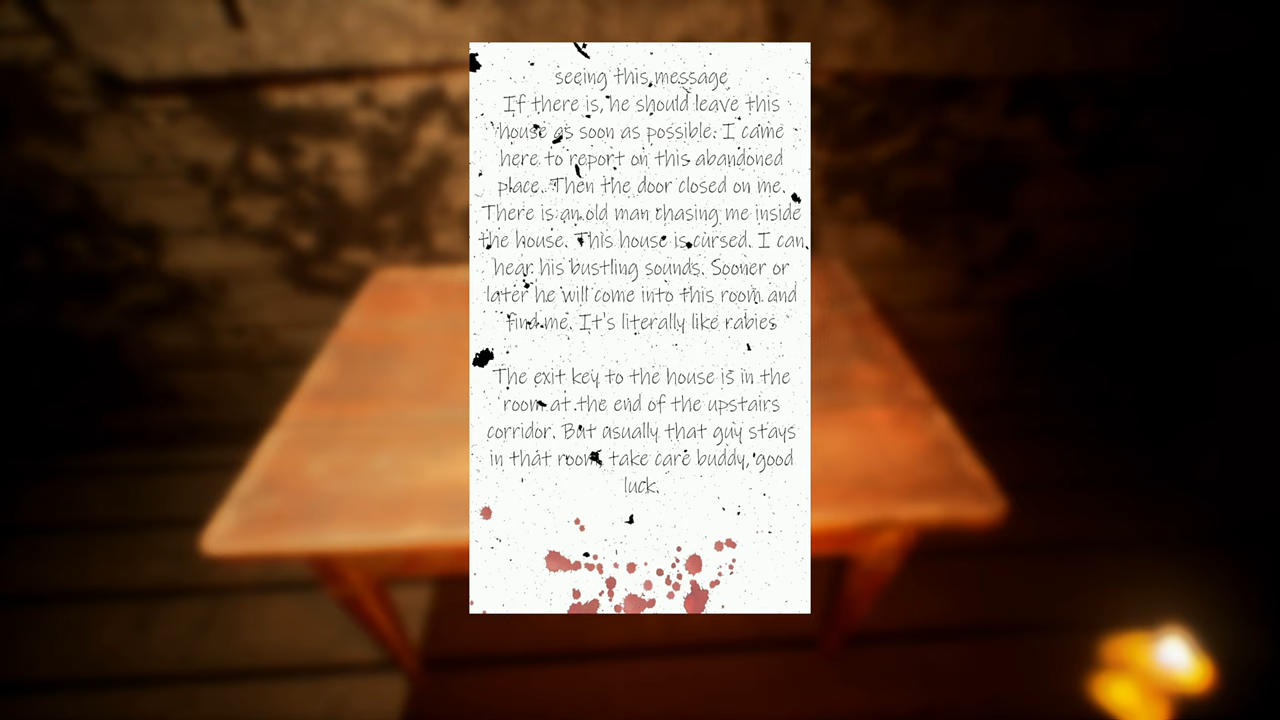 seeing this message
If there is, he should leave this
house as soon as possible. I came
here to report on this abandoned
place. Then the door closed on me.
There is an old man chasing me inside
the house. This house is cursed. I can
hear his bustling sounds. Sooner or
later he will come into this room and
find me. It's literally like rabies
The exit key to the house is in the
room at the end of the upstairs
corridor. But usually that guy stays
in that room, take care buddy, good
luck.